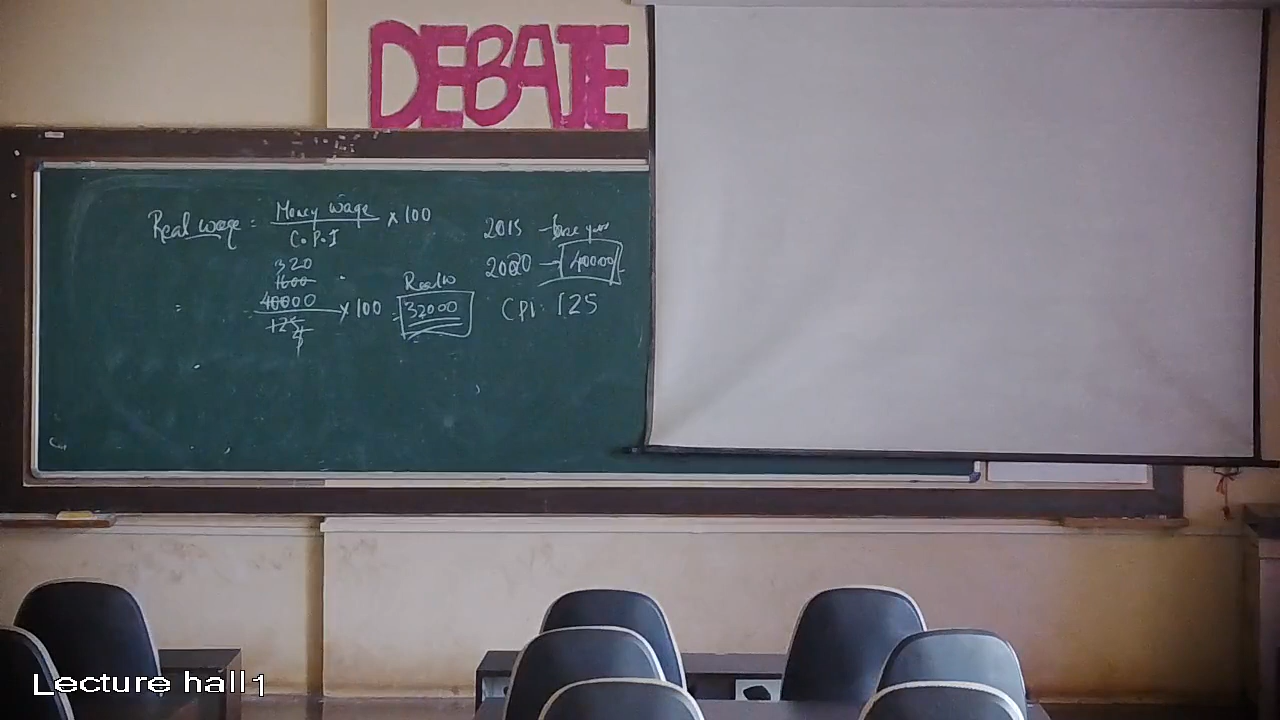 DEBATE
Real wage = Money wage / C.P.I × 100
320
1600
= 40000 / 125 × 100 = 32000
Real w
2015 - base year
2020 → 40000
CPI : 125
Lecture hall 1